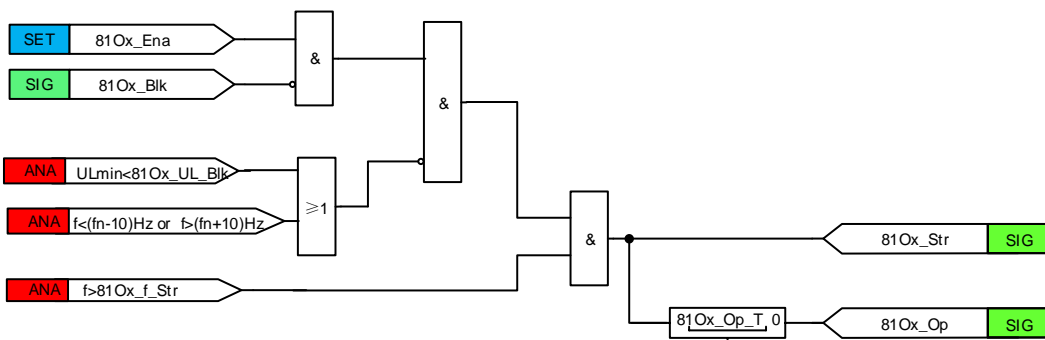 SET 81Ox_Ena
&
SIG 81Ox_Blk
&
ANA ULmin<81Ox_UL_Blk
≥1
ANA f<(fn-10)Hz or f>(fn+10)Hz
&
81Ox_Str SIG
ANA f>81Ox_f_Str
81Ox_Op_T 0
81Ox_Op SIG